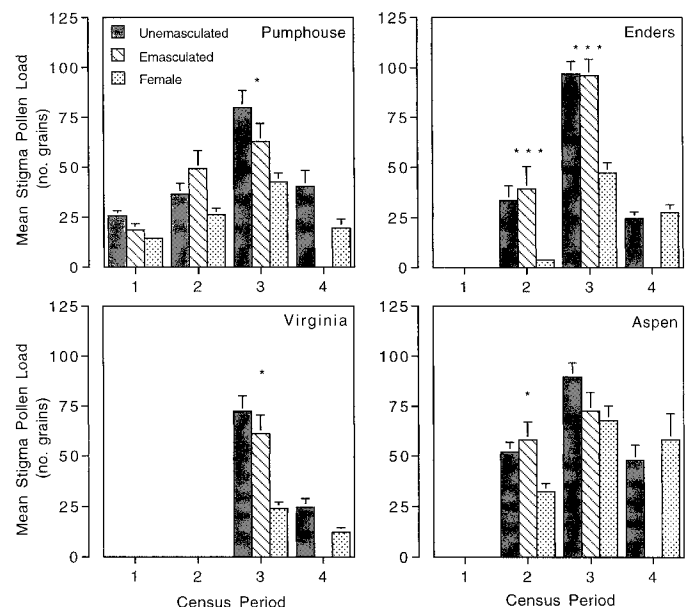 Pumphouse
Unemasculated
Emasculated
Female
Mean Stigma Pollen Load
(no. grains)
125
100
75
50
25
0
*
1 2 3 4
Enders
125
100
75
50
25
0
* * *
* * *
1 2 3 4
Virginia
Mean Stigma Pollen Load
(no. grains)
125
100
75
50
25
0
*
1 2 3 4
Census Period
Aspen
125
100
75
50
25
0
*
1 2 3 4
Census Period